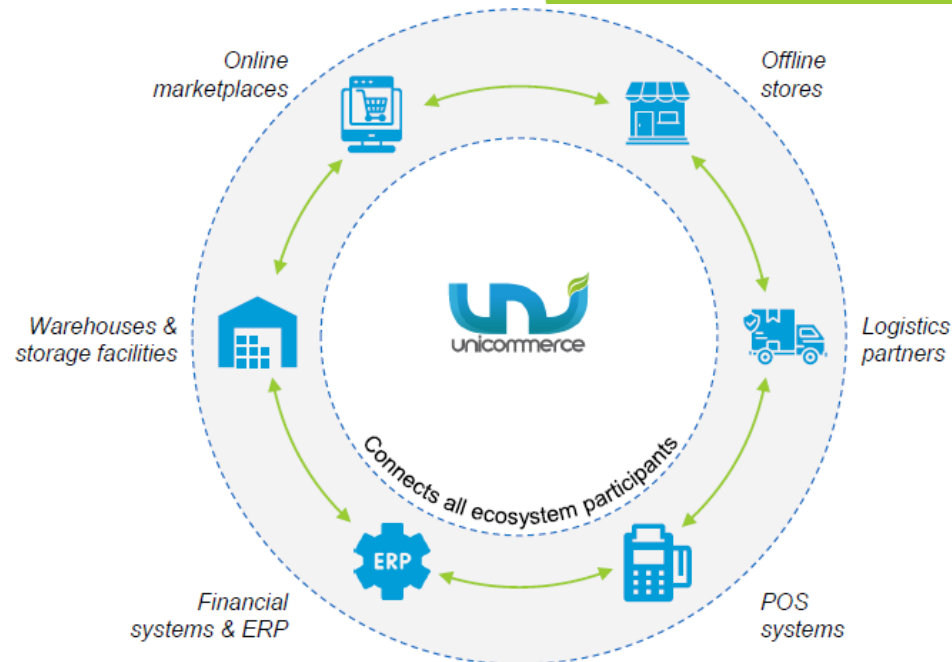 Online
marketplaces
Offline
stores
Warehouses &
storage facilities
uni
unicommerce
Logistics
partners
Connects all ecosystem participants
ERP
Financial
systems & ERP
POS
systems